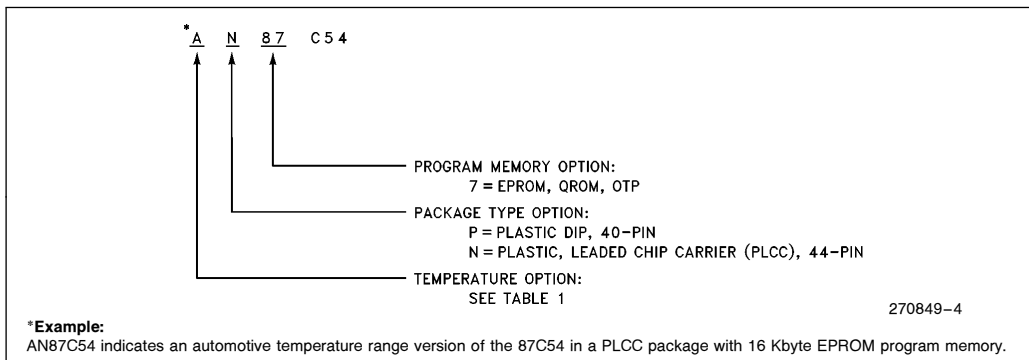 *A N 87 C54
PROGRAM MEMORY OPTION:
7 = EPROM, QROM, OTP
PACKAGE TYPE OPTION:
P = PLASTIC DIP, 40-PIN
N = PLASTIC, LEADED CHIP CARRIER (PLCC), 44-PIN
TEMPERATURE OPTION:
SEE TABLE 1
270849-4
*Example:
AN87C54 indicates an automotive temperature range version of the 87C54 in a PLCC package with 16 Kbyte EPROM program memory.